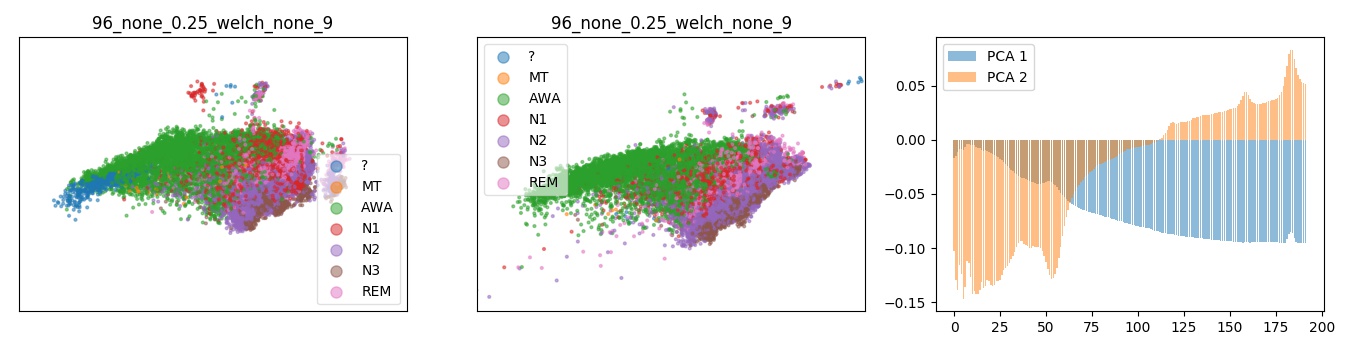 96_none_0.25_welch_none_9
?
MT
AWA
N1
N2
N3
REM
96_none_0.25_welch_none_9
?
MT
AWA
N1
N2
N3
REM
PCA 1
PCA 2
0.05
0.00
−0.05
−0.10
−0.15
0 25 50 75 100 125 150 175 200